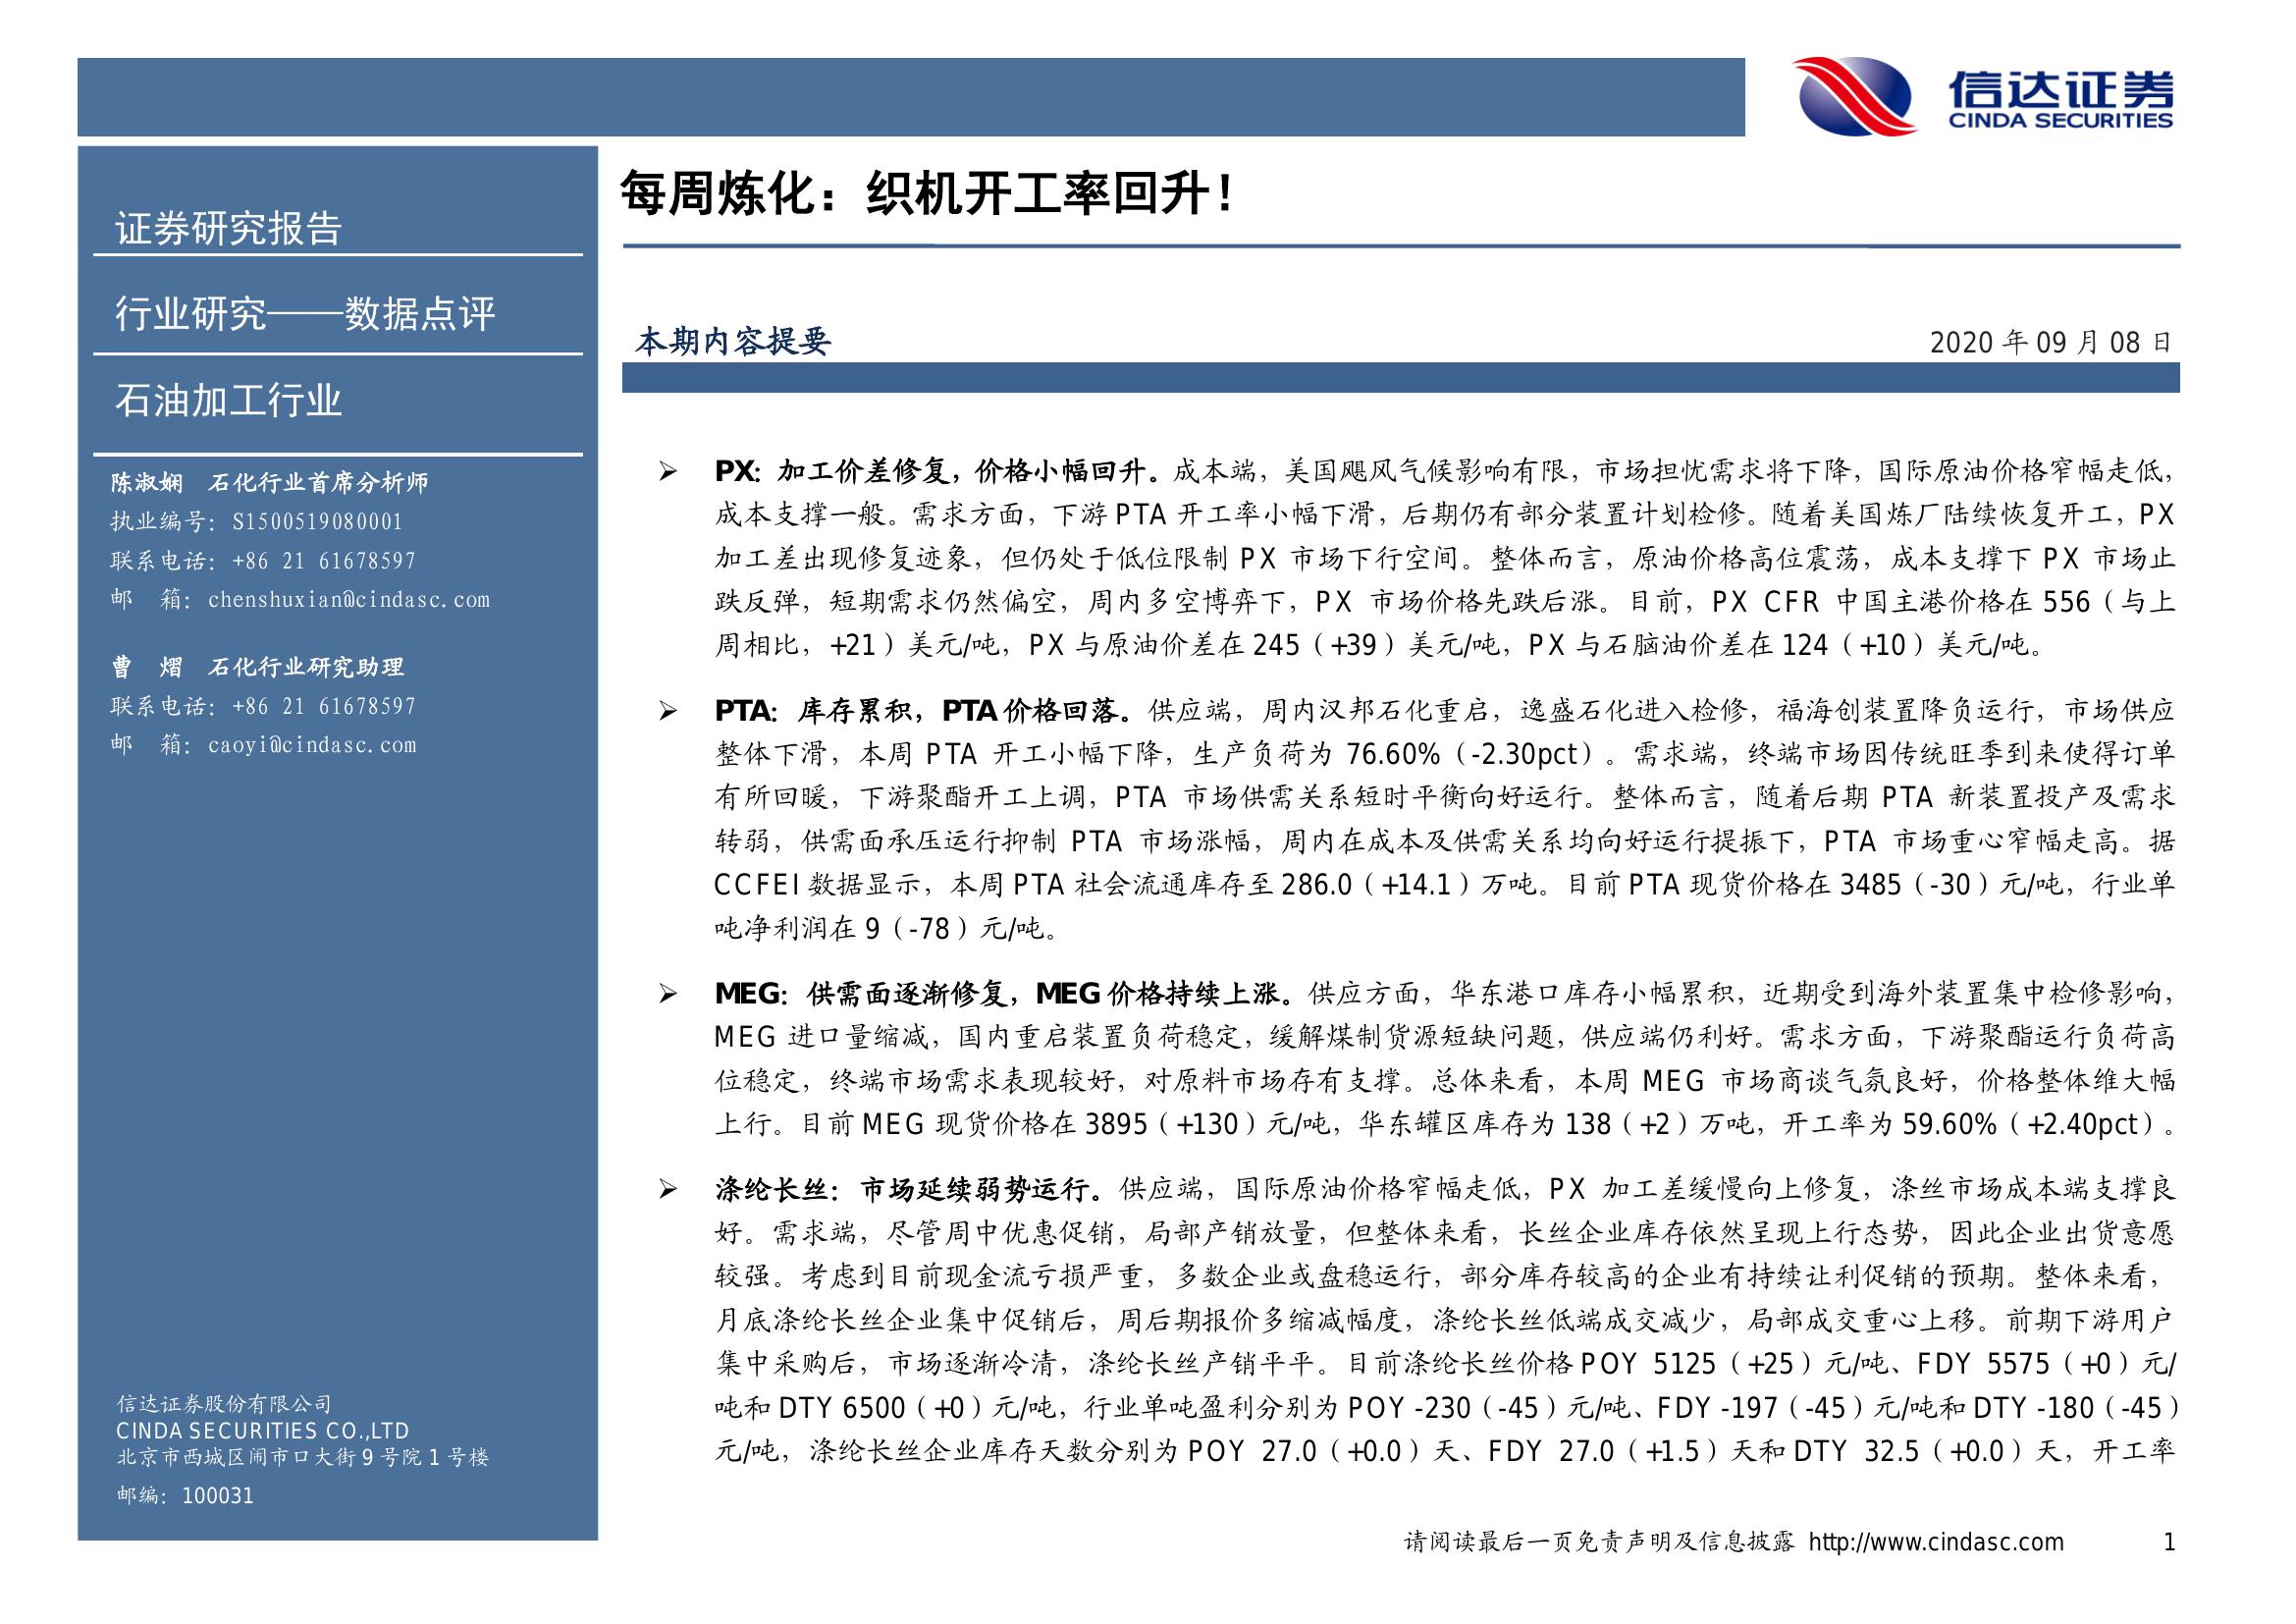 信达证券
CINDA SECURITIES
证券研究报告
行业研究——数据点评
石油加工行业
陈淑娴 石化行业首席分析师
执业编号：S1500519080001
联系电话：+86 21 61678597
邮 箱：chenshuxian@cindasc.com
曹 熠 石化行业研究助理
联系电话：+86 21 61678597
邮 箱：caoyi@cindasc.com
信达证券股份有限公司
CINDA SECURITIES CO.,LTD
北京市西城区闹市口大街 9 号院 1 号楼
邮编：100031
每周炼化：织机开工率回升！
本期内容提要
2020 年 09 月 08 日
➢ PX：加工价差修复，价格小幅回升。成本端，美国飓风气候影响有限，市场担忧需求将下降，国际原油价格窄幅走低，
成本支撑一般。需求方面，下游 PTA 开工率小幅下滑，后期仍有部分装置计划检修。随着美国炼厂陆续恢复开工，PX
加工差出现修复迹象，但仍处于低位限制 PX 市场下行空间。整体而言，原油价格高位震荡，成本支撑下 PX 市场止
跌反弹，短期需求仍然偏空，周内多空博弈下，PX 市场价格先跌后涨。目前，PX CFR 中国主港价格在 556（与上
周相比，+21）美元/吨，PX 与原油价差在 245（+39）美元/吨，PX 与石脑油价差在 124（+10）美元/吨。
➢ PTA：库存累积，PTA 价格回落。供应端，周内汉邦石化重启，逸盛石化进入检修，福海创装置降负运行，市场供应
整体下滑，本周 PTA 开工小幅下降，生产负荷为 76.60%（-2.30pct）。需求端，终端市场因传统旺季到来使得订单
有所回暖，下游聚酯开工上调，PTA 市场供需关系短时平衡向好运行。整体而言，随着后期 PTA 新装置投产及需求
转弱，供需面承压运行抑制 PTA 市场涨幅，周内在成本及供需关系均向好运行提振下，PTA 市场重心窄幅走高。据
CCFEI 数据显示，本周 PTA 社会流通库存至 286.0（+14.1）万吨。目前 PTA 现货价格在 3485（-30）元/吨，行业单
吨净利润在 9（-78）元/吨。
➢ MEG：供需面逐渐修复，MEG 价格持续上涨。供应方面，华东港口库存小幅累积，近期受到海外装置集中检修影响，
MEG 进口量缩减，国内重启装置负荷稳定，缓解煤制货源短缺问题，供应端仍利好。需求方面，下游聚酯运行负荷高
位稳定，终端市场需求表现较好，对原料市场存有支撑。总体来看，本周 MEG 市场商谈气氛良好，价格整体维大幅
上行。目前 MEG 现货价格在 3895（+130）元/吨，华东罐区库存为 138（+2）万吨，开工率为 59.60%（+2.40pct）。
➢ 涤纶长丝：市场延续弱势运行。供应端，国际原油价格窄幅走低，PX 加工差缓慢向上修复，涤丝市场成本端支撑良
好。需求端，尽管周中优惠促销，局部产销放量，但整体来看，长丝企业库存依然呈现上行态势，因此企业出货意愿
较强。考虑到目前现金流亏损严重，多数企业或盘稳运行，部分库存较高的企业有持续让利促销的预期。整体来看，
月底涤纶长丝企业集中促销后，周后期报价多缩减幅度，涤纶长丝低端成交减少，局部成交重心上移。前期下游用户
集中采购后，市场逐渐冷清，涤纶长丝产销平平。目前涤纶长丝价格 POY 5125（+25）元/吨、FDY 5575（+0）元/
吨和 DTY 6500（+0）元/吨，行业单吨盈利分别为 POY -230（-45）元/吨、FDY -197（-45）元/吨和 DTY -180（-45）
元/吨，涤纶长丝企业库存天数分别为 POY 27.0（+0.0）天、FDY 27.0（+1.5）天和 DTY 32.5（+0.0）天，开工率
请阅读最后一页免责声明及信息披露 http://www.cindasc.com 1